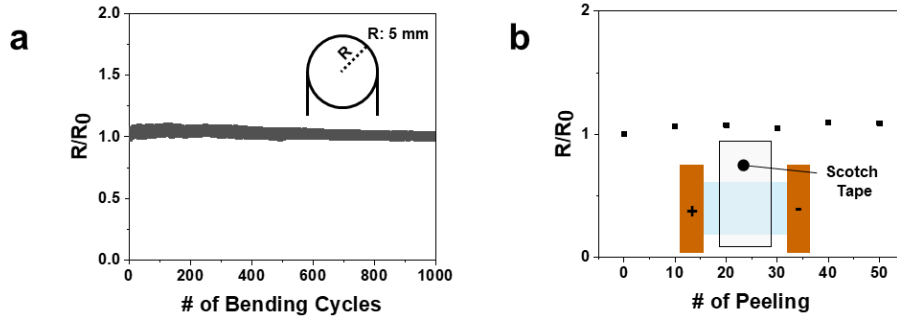 a
R/R0
2.0
1.5
1.0
0.5
0.0
0 200 400 600 800 1000
# of Bending Cycles
R: 5 mm
R
b
R/R0
2
1
0
0 10 20 30 40 50
# of Peeling
+
-
Scotch
Tape